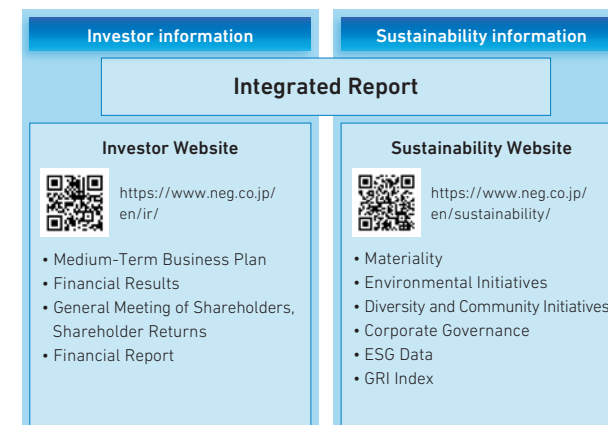 Investor information
Sustainability information
Integrated Report
Investor Website
https://www.neg.co.jp/
en/ir/
• Medium-Term Business Plan
• Financial Results
• General Meeting of Shareholders,
Shareholder Returns
• Financial Report
Sustainability Website
https://www.neg.co.jp/
en/sustainability/
• Materiality
• Environmental Initiatives
• Diversity and Community Initiatives
• Corporate Governance
• ESG Data
• GRI Index